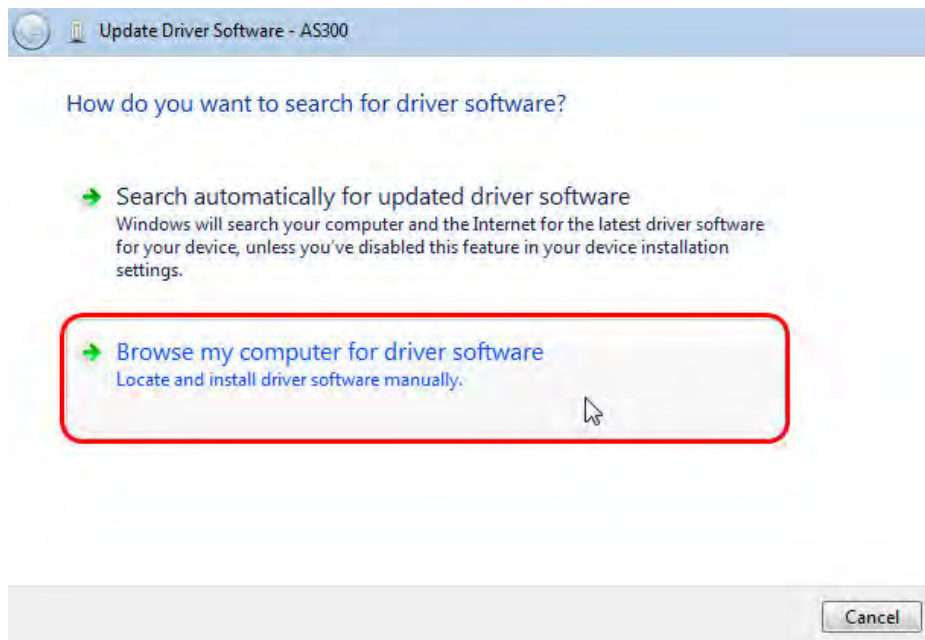 Update Driver Software - AS300
How do you want to search for driver software?
Search automatically for updated driver software
Windows will search your computer and the Internet for the latest driver software
for your device, unless you've disabled this feature in your device installation
settings.
Browse my computer for driver software
Locate and install driver software manually.
Cancel